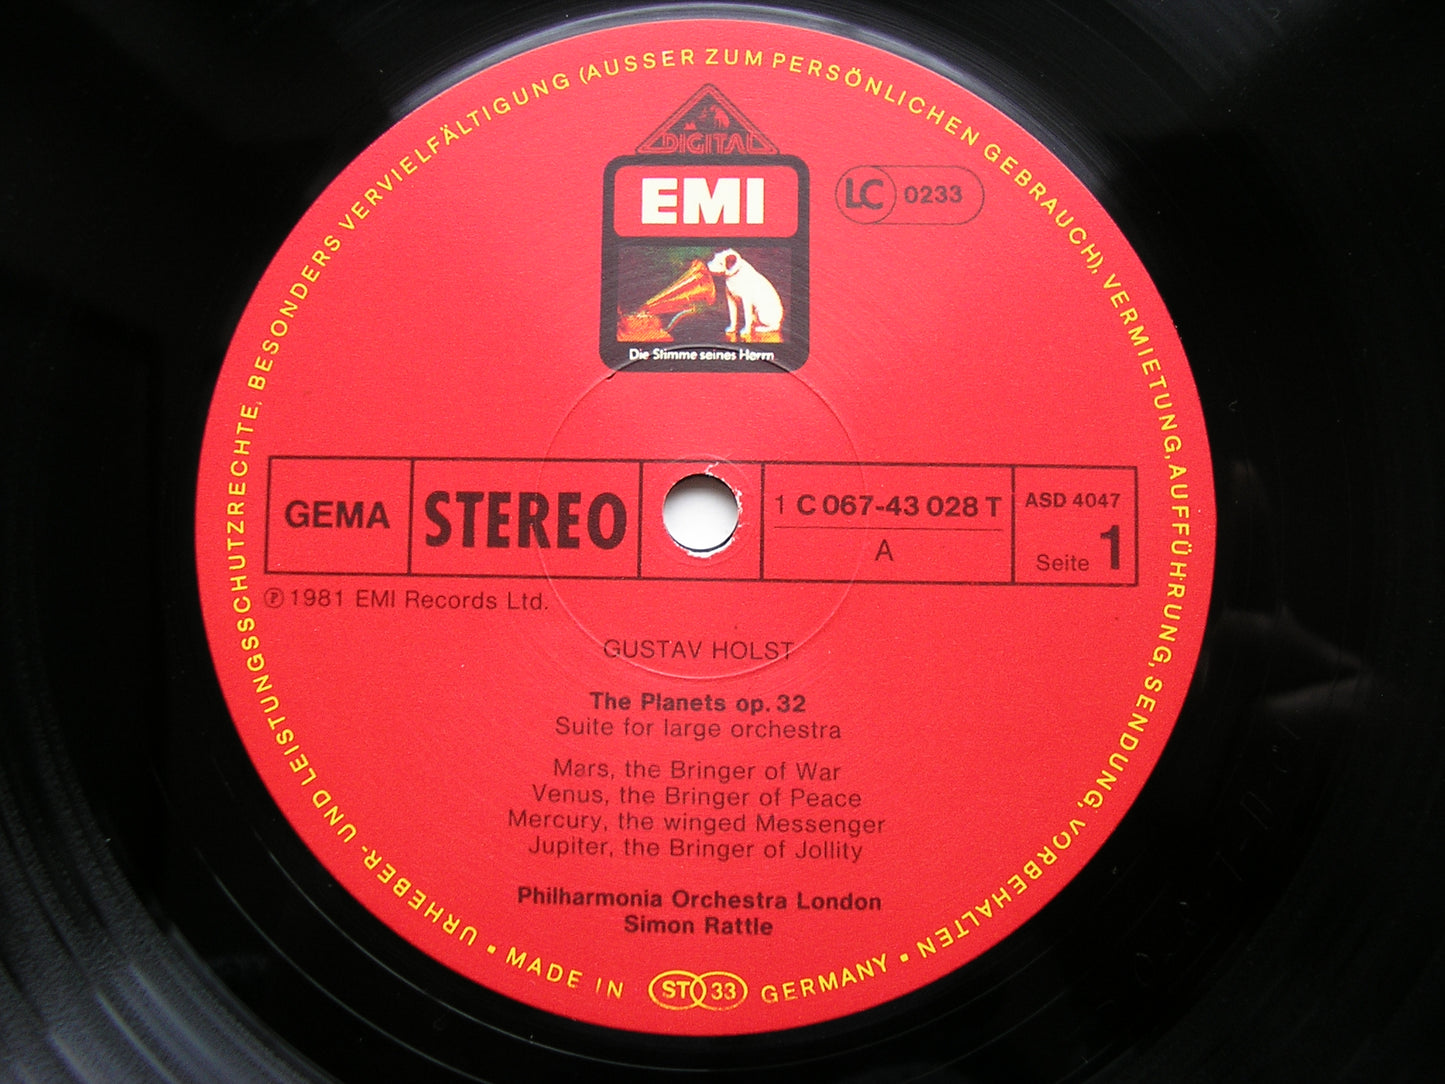 URHEBER- UND LEISTUNGSSCHUTZRECHTE, BESONDERS VERVIELFÄLTIGUNG (AUSSER ZUM PERSÖNLICHEN GEBRAUCH), VERMIETUNG, AUFFÜHRUNG, SENDUNG, VORBEHALTEN
DIGITAL
EMI
LC 0233
Die Stimme seines Herrn
GEMA
STEREO
1 C 067-43 028 T
A
ASD 4047
Seite 1
℗ 1981 EMI Records Ltd.
GUSTAV HOLST
The Planets op. 32
Suite for large orchestra
Mars, the Bringer of War
Venus, the Bringer of Peace
Mercury, the winged Messenger
Jupiter, the Bringer of Jollity
Philharmonia Orchestra London
Simon Rattle
• MADE IN ST 33 GERMANY •